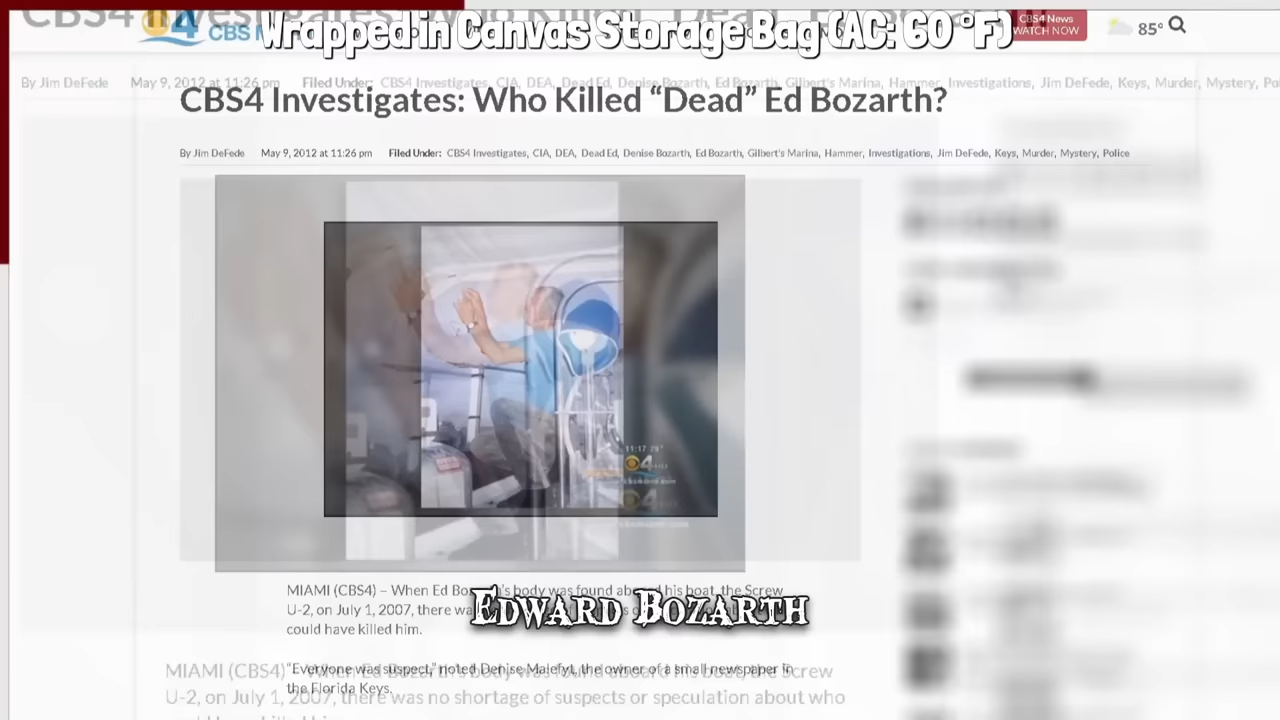 Wrapped in Canvas Storage Bag (AC: 60 °F)
CBS4 News
WATCH NOW
85°
By Jim DeFede May 9, 2012 at 11:26 pm Filed Under: CBS4 Investigates, CIA, DEA, Dead Ed, Denise Bozarth, Ed Bozarth, Gilbert's Marina, Hammer, Investigations, Jim DeFede, Keys, Murder, Mystery,
CBS4 Investigates: Who Killed “Dead” Ed Bozarth?
By Jim DeFede May 9, 2012 at 11:26 pm Filed Under: CBS4 Investigates, CIA, DEA, Dead Ed, Denise Bozarth, Ed Bozarth, Gilbert's Marina, Hammer, Investigations, Jim DeFede, Keys, Murder, Mystery, Police
11:17 75°
4
MIAMI (CBS4) – When Ed body was found his boat, the Screw
U-2, on July 1, 2007, there
could have killed him.
Edward Bozarth
“Everyone was suspect,” noted Denise Malefyt, the owner of a small newspaper in
the Florida Keys.
MIAMI (CBS4) Screw
U-2, on July 1, 2007, there was no shortage of suspects or speculation about who